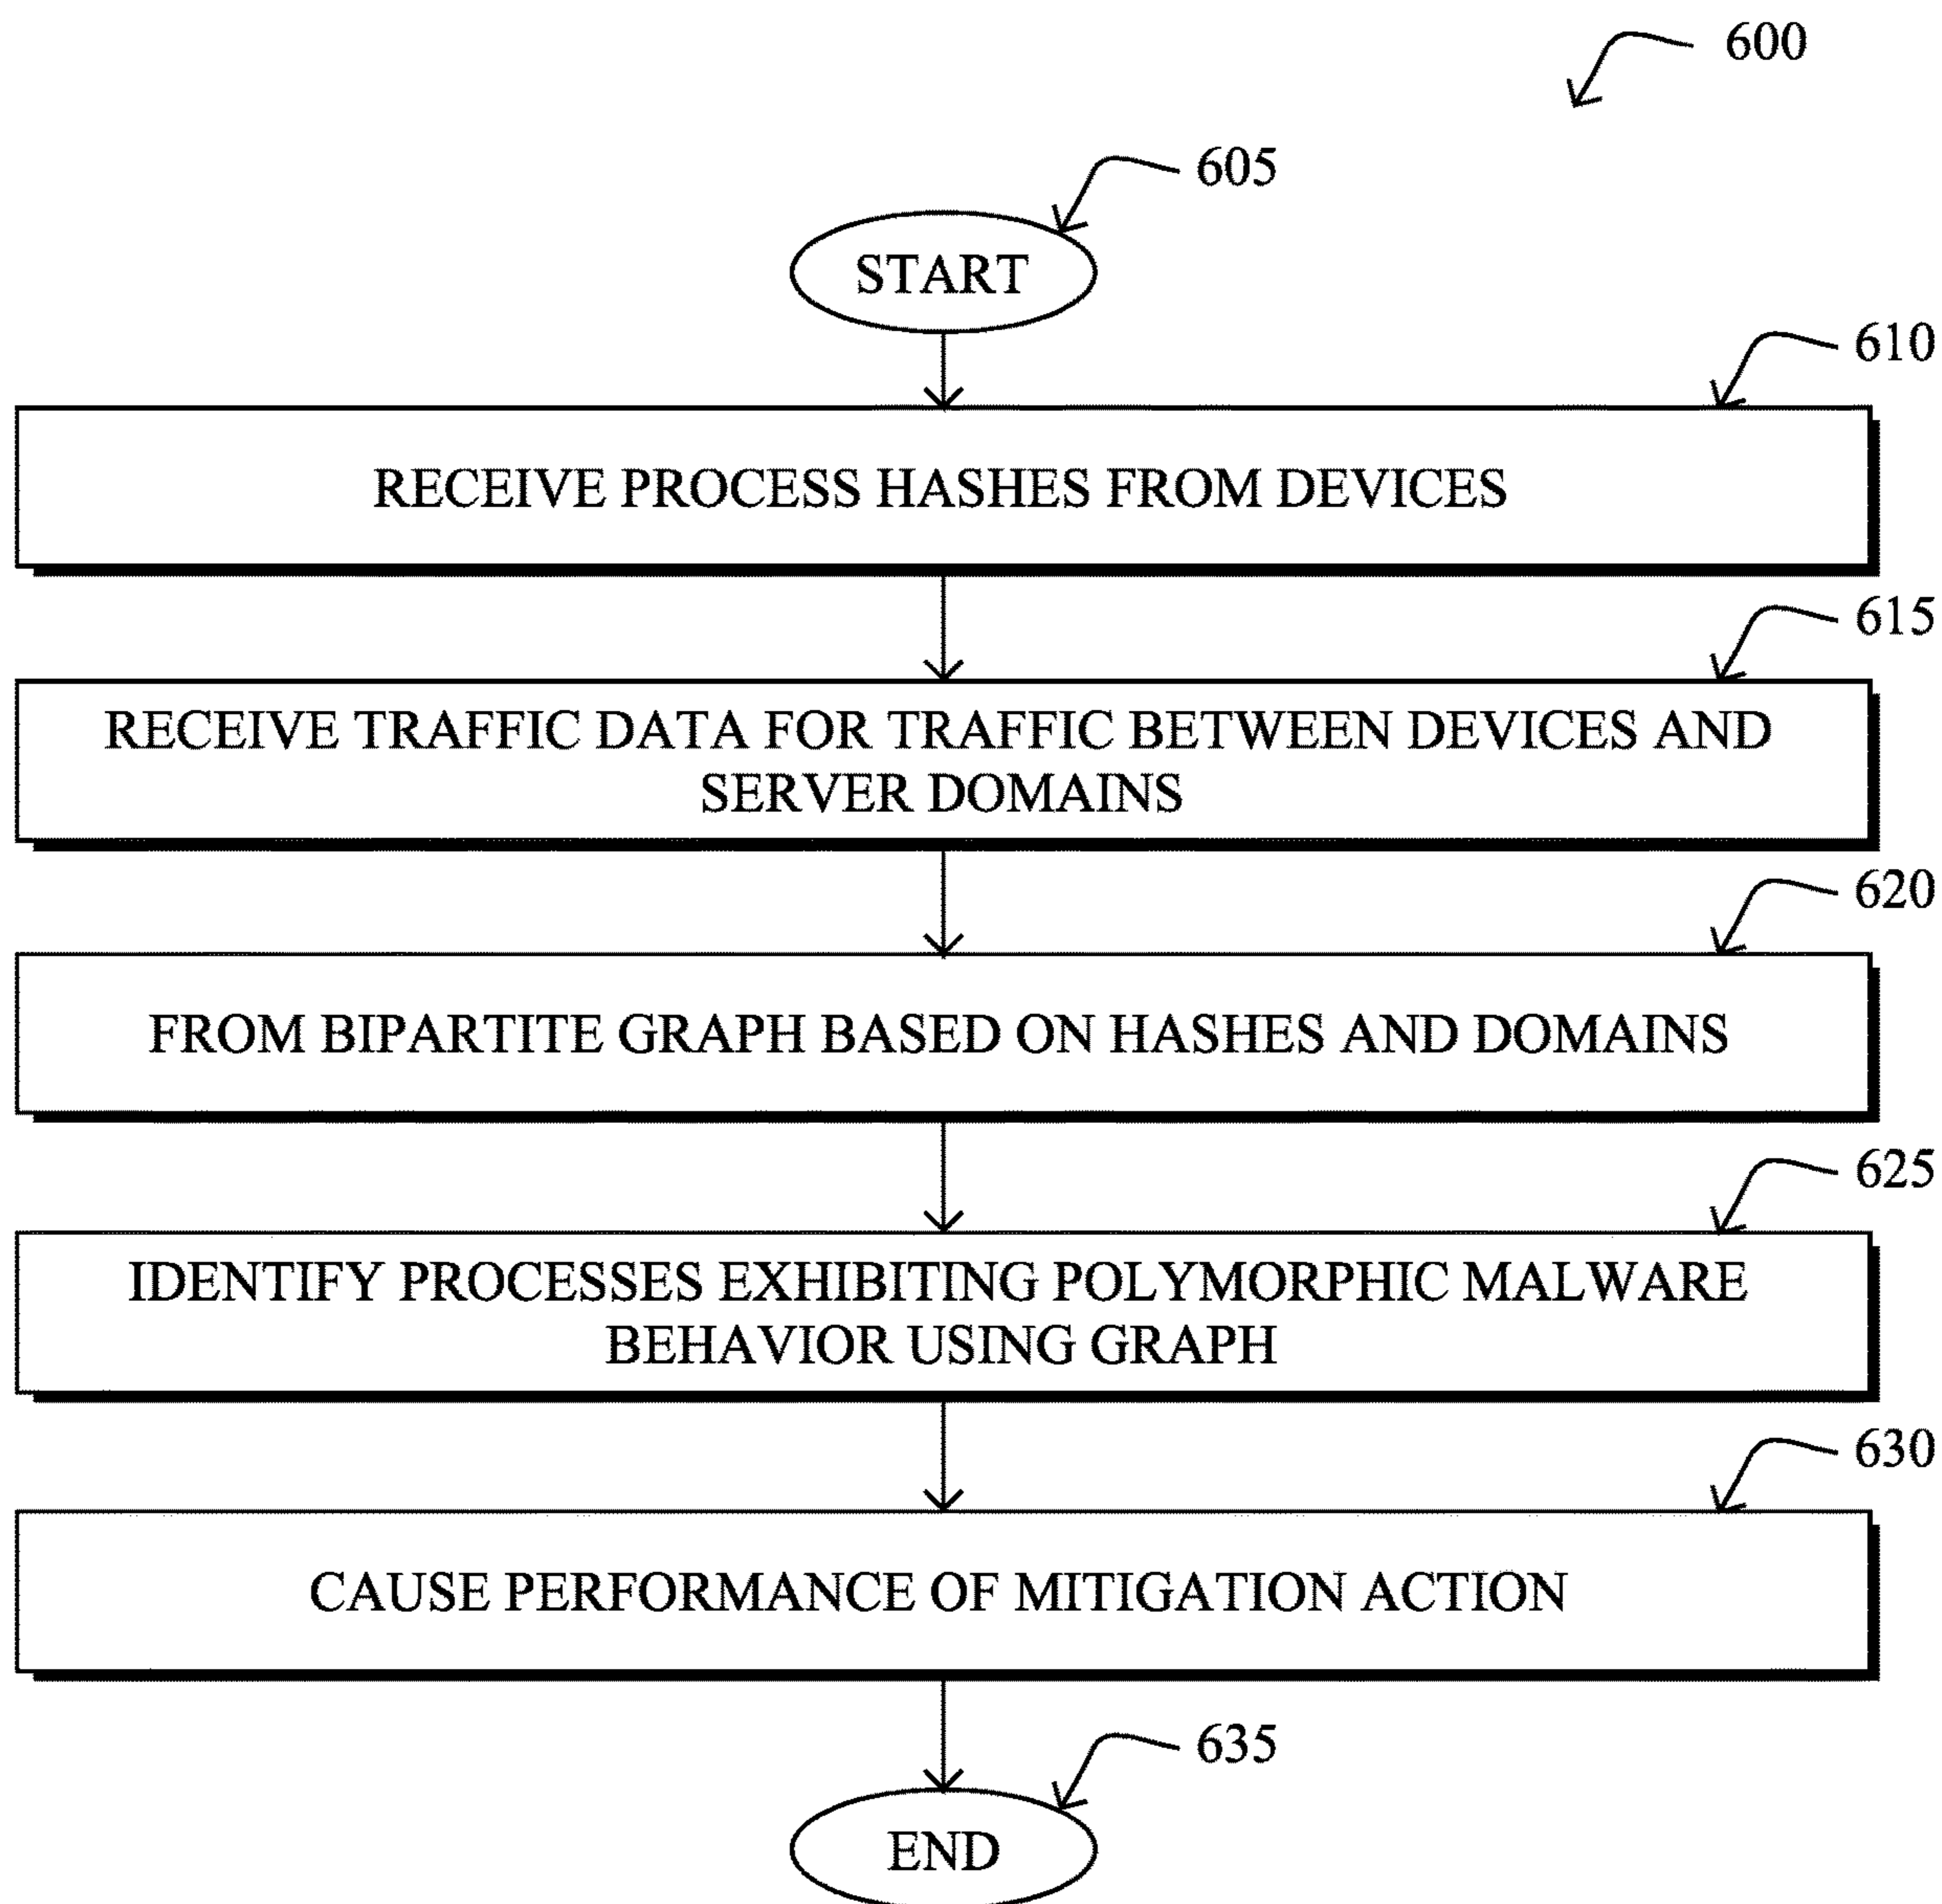 600
605
START
610
RECEIVE PROCESS HASHES FROM DEVICES
615
RECEIVE TRAFFIC DATA FOR TRAFFIC BETWEEN DEVICES AND
SERVER DOMAINS
620
FROM BIPARTITE GRAPH BASED ON HASHES AND DOMAINS
625
IDENTIFY PROCESSES EXHIBITING POLYMORPHIC MALWARE
BEHAVIOR USING GRAPH
630
CAUSE PERFORMANCE OF MITIGATION ACTION
635
END